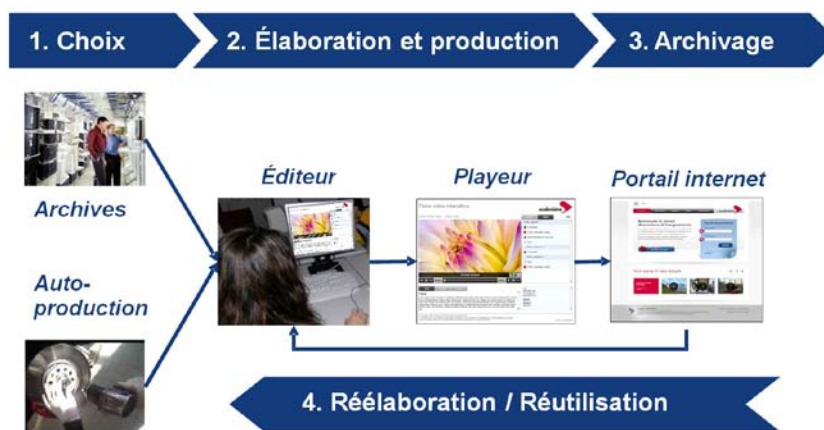 1. Choix
2. Élaboration et production
3. Archivage
Archives
Auto-
production
Éditeur
Playeur
Portail internet
4. Réélaboration / Réutilisation